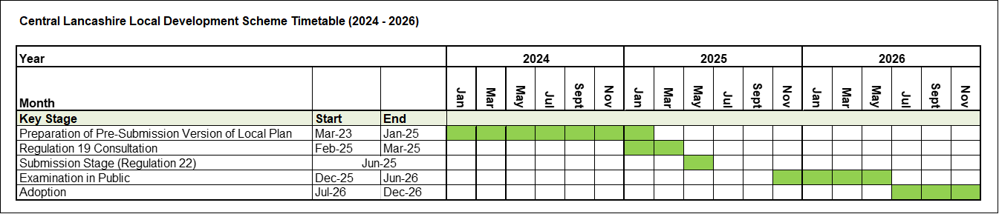 Central Lancashire Local Development Scheme Timetable (2024 - 2026)
Year 2024 2025 2026
Month Jan Mar May Jul Sept Nov Jan Mar May Jul Sept Nov Jan Mar May Jul Sept Nov
Key Stage Start End
Preparation of Pre-Submission Version of Local Plan Mar-23 Jan-25
Regulation 19 Consultation Feb-25 Mar-25
Submission Stage (Regulation 22) Jun-25
Examination in Public Dec-25 Jun-26
Adoption Jul-26 Dec-26